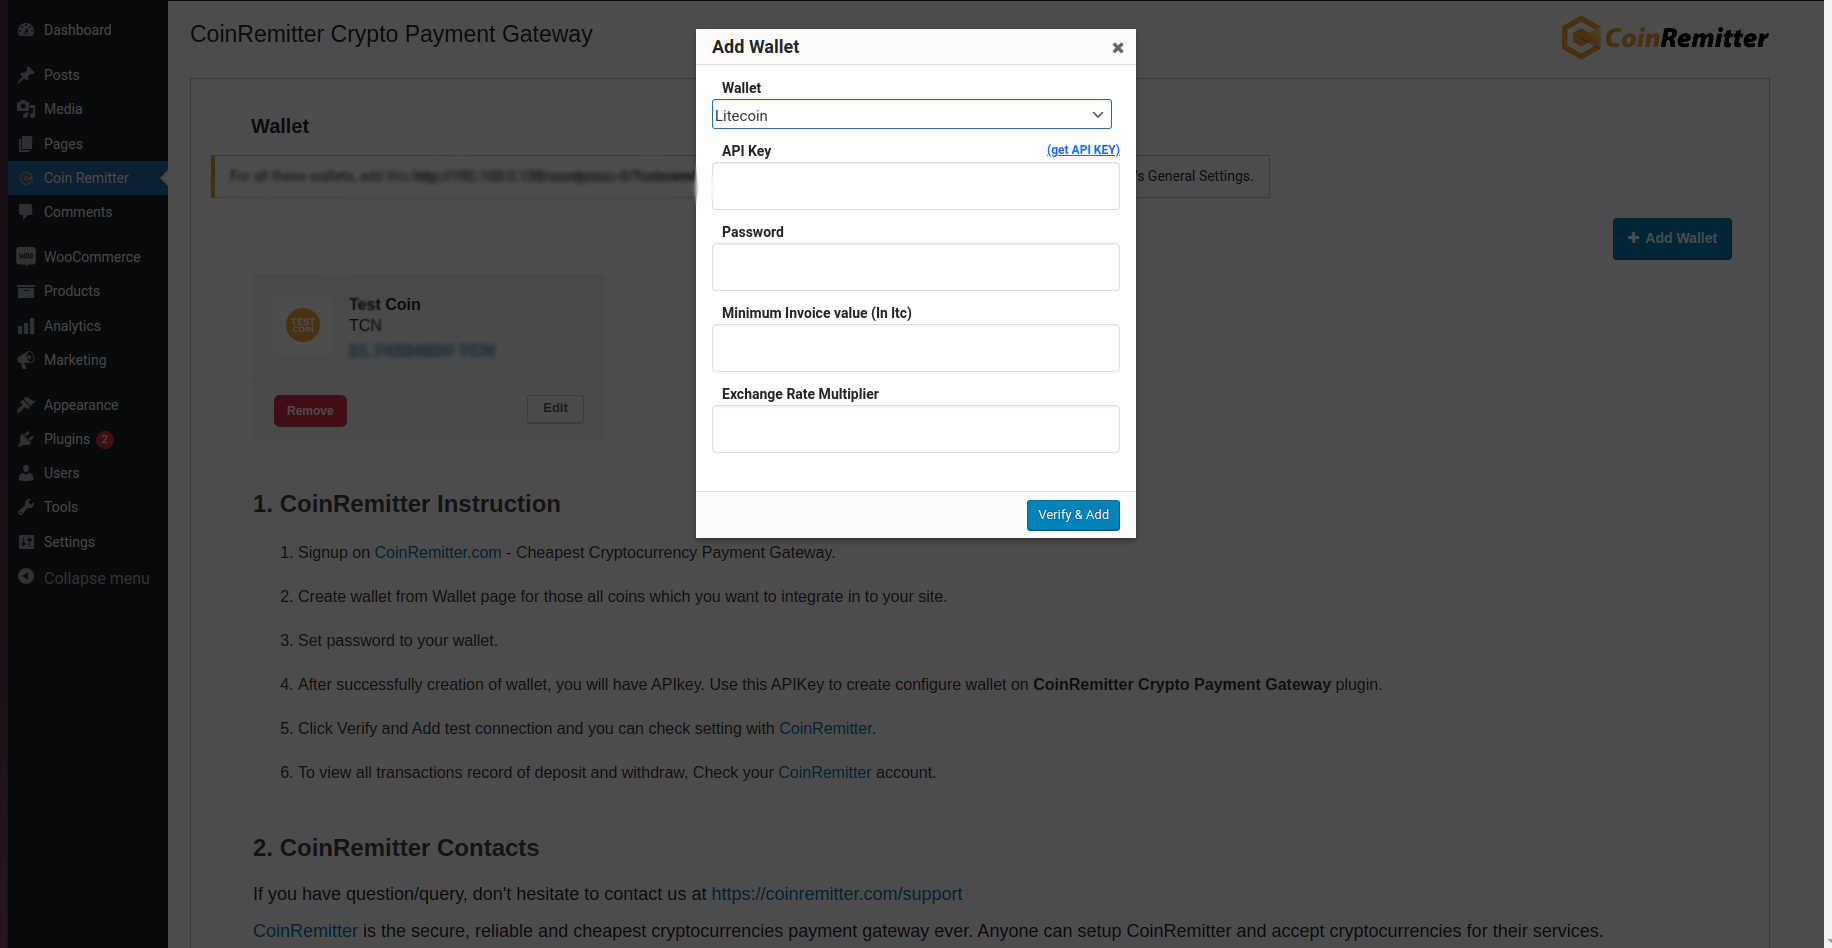 Dashboard
Posts
Media
Pages
Coin Remitter
Comments
WooCommerce
Products
Analytics
Marketing
Appearance
Plugins 2
Users
Tools
Settings
Collapse menu
CoinRemitter Crypto Payment Gateway
CoinRemitter
Wallet
For all these wallets, add this
's General Settings.
+ Add Wallet
TEST
COIN
Test Coin
TCN
Remove
Edit
Add Wallet
Wallet
Litecoin
API Key
(get API KEY)
Password
Minimum Invoice value (In ltc)
Exchange Rate Multiplier
Verify & Add
1. CoinRemitter Instruction
1. Signup on CoinRemitter.com - Cheapest Cryptocurrency Payment Gateway.
2. Create wallet from Wallet page for those all coins which you want to integrate in to your site.
3. Set password to your wallet.
4. After successfully creation of wallet, you will have APIkey. Use this APIKey to create configure wallet on CoinRemitter Crypto Payment Gateway plugin.
5. Click Verify and Add test connection and you can check setting with CoinRemitter.
6. To view all transactions record of deposit and withdraw, Check your CoinRemitter account.
2. CoinRemitter Contacts
If you have question/query, don't hesitate to contact us at https://coinremitter.com/support
CoinRemitter is the secure, reliable and cheapest cryptocurrencies payment gateway ever. Anyone can setup CoinRemitter and accept cryptocurrencies for their services.